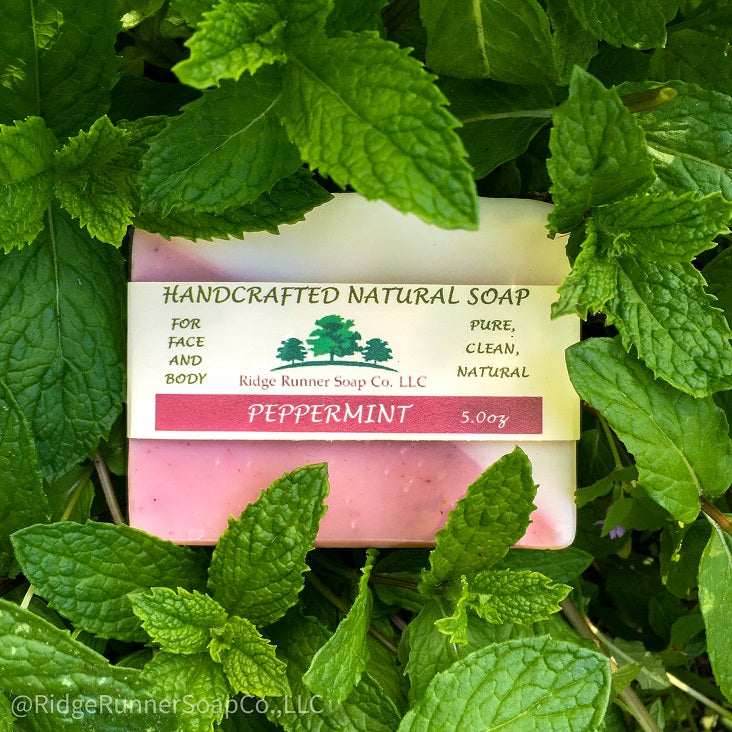 HANDCRAFTED NATURAL SOAP
FOR
FACE
AND
BODY
PURE,
CLEAN,
NATURAL
Ridge Runner Soap Co. LLC
PEPPERMINT 5.0oz
@RidgeRunnerSoapCo.,LLC